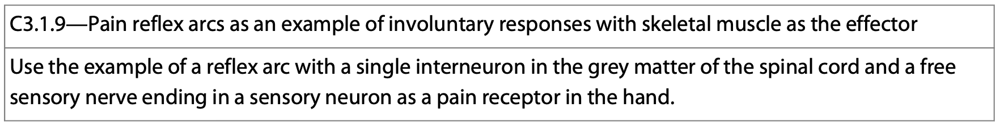 C3.1.9—Pain reflex arcs as an example of involuntary responses with skeletal muscle as the effector
Use the example of a reflex arc with a single interneuron in the grey matter of the spinal cord and a free
sensory nerve ending in a sensory neuron as a pain receptor in the hand.